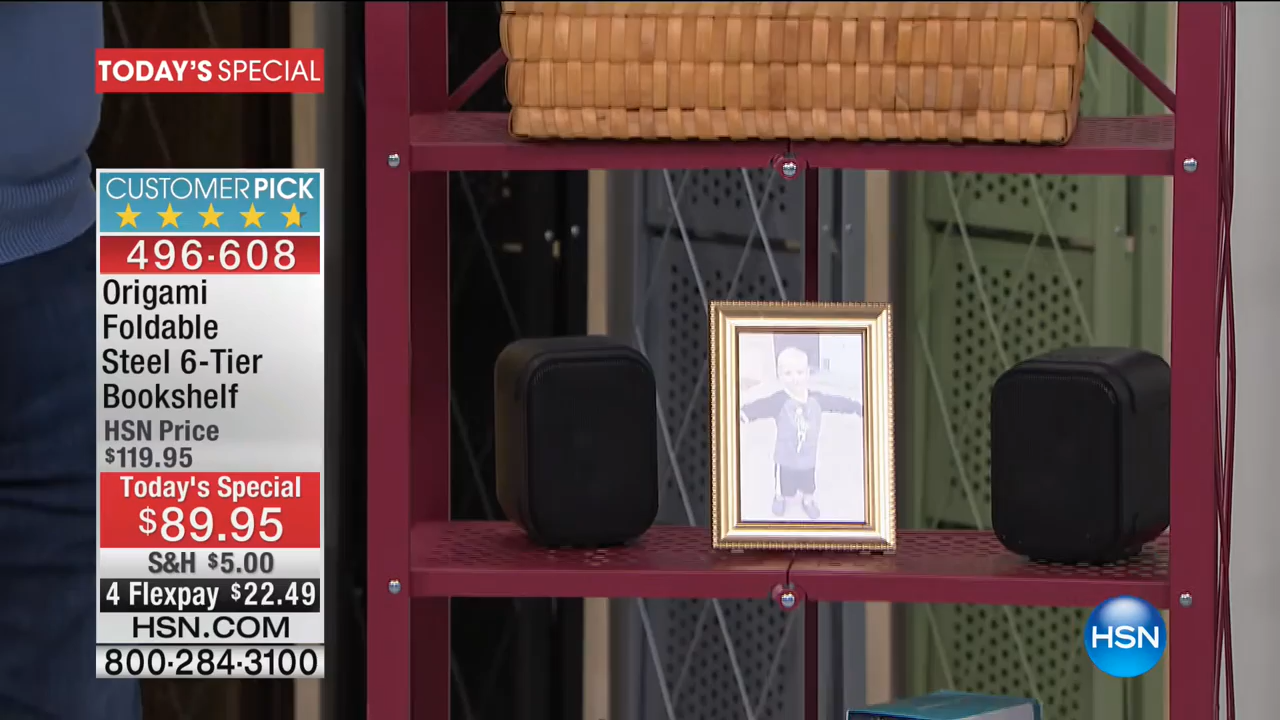 TODAY'S SPECIAL
CUSTOMER PICK
496-608
Origami
Foldable
Steel 6-Tier
Bookshelf
HSN Price
$119.95
Today's Special
$89.95
S&H $5.00
4 Flexpay $22.49
HSN.COM
800-284-3100
HSN